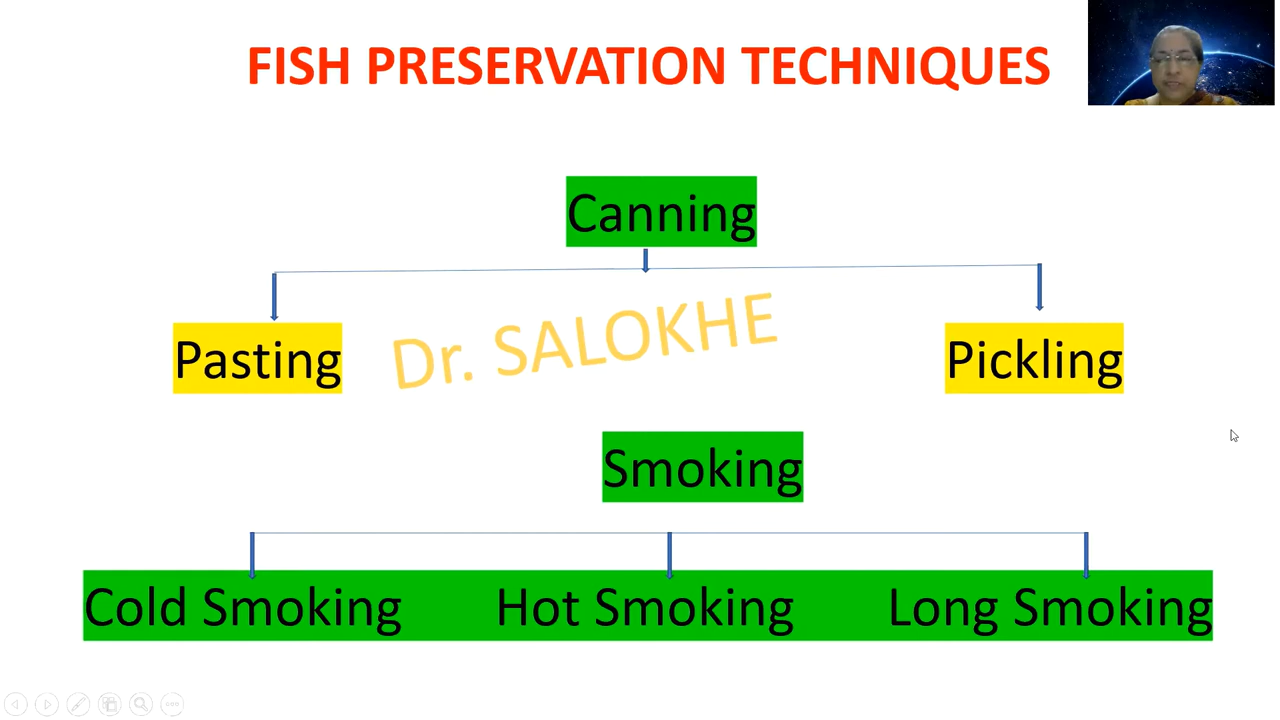 FISH PRESERVATION TECHNIQUES
Canning
Pasting
Dr. SALOKHE
Pickling
Smoking
Cold Smoking Hot Smoking Long Smoking